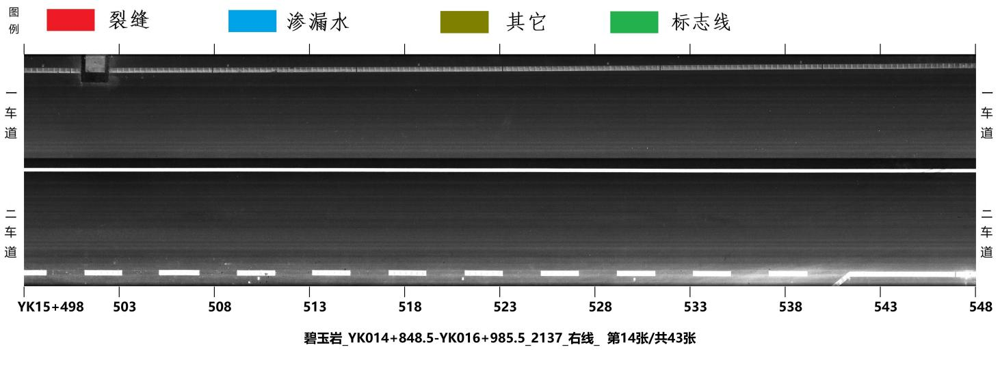 图例 裂缝 渗漏水 其它 标志线
一车道 一车道
二车道 二车道
YK15+498 503 508 513 518 523 528 533 538 543 548
碧玉岩_YK014+848.5-YK016+985.5_2137_右线_ 第14张/共43张